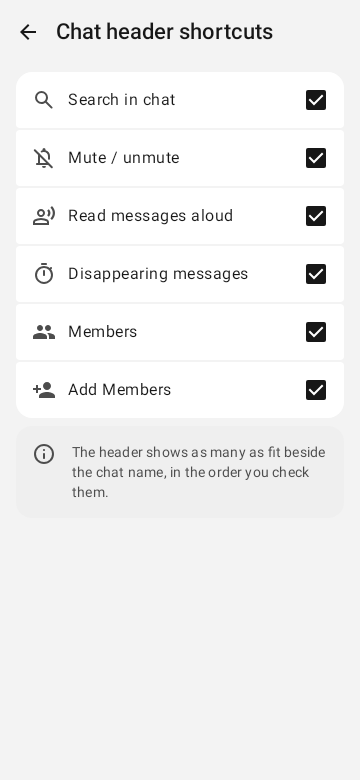 Chat header shortcuts
Search in chat
Mute / unmute
Read messages aloud
Disappearing messages
Members
Add Members
The header shows as many as fit beside
the chat name, in the order you check
them.